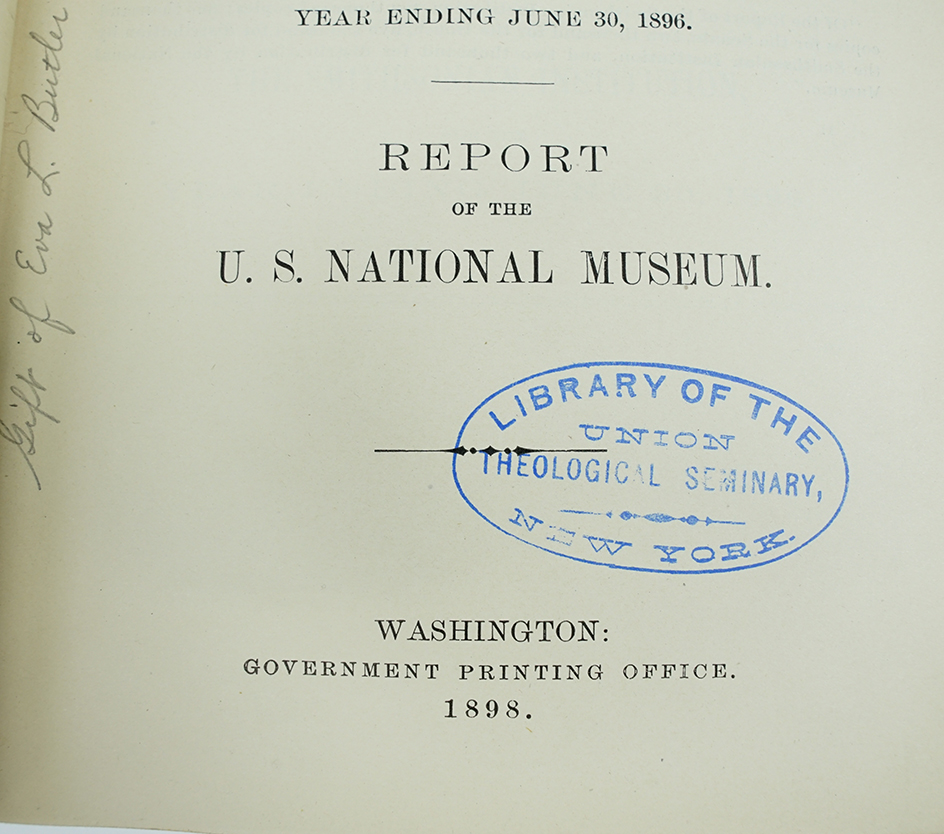 YEAR ENDING JUNE 30, 1896.
REPORT
OF THE
U. S. NATIONAL MUSEUM.
LIBRARY OF THE
UNION
THEOLOGICAL SEMINARY,
NEW YORK.
WASHINGTON:
GOVERNMENT PRINTING OFFICE.
1898.
Gift of Eva L. Butler